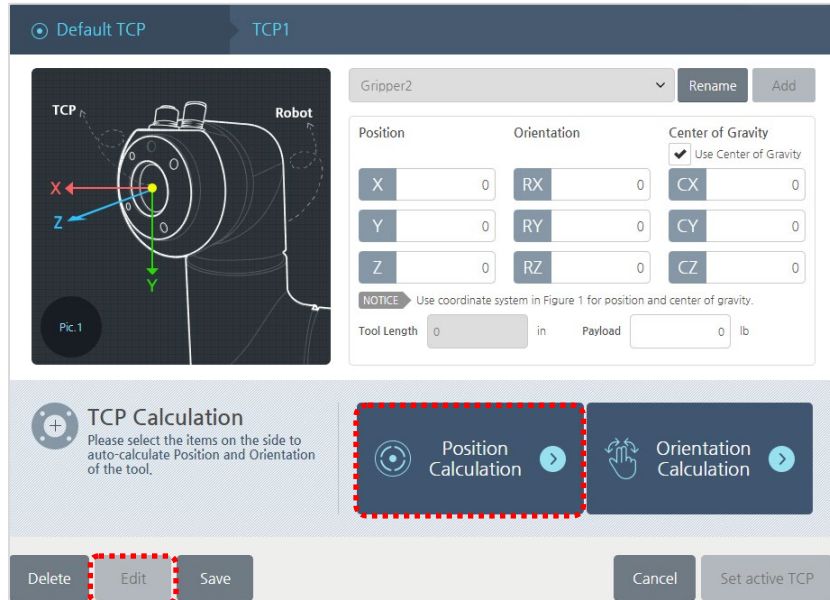 Default TCP
TCP1
TCP
Robot
X
Z
Y
Pic.1
Gripper2
Rename
Add
Position
Orientation
Center of Gravity
Use Center of Gravity
X 0
RX 0
CX 0
Y 0
RY 0
CY 0
Z 0
RZ 0
CZ 0
NOTICE Use coordinate system in Figure 1 for position and center of gravity.
Tool Length 0 in Payload 0 lb
TCP Calculation
Please select the items on the side to
auto-calculate Position and Orientation
of the tool.
Position
Calculation
Orientation
Calculation
Delete
Edit
Save
Cancel
Set active TCP